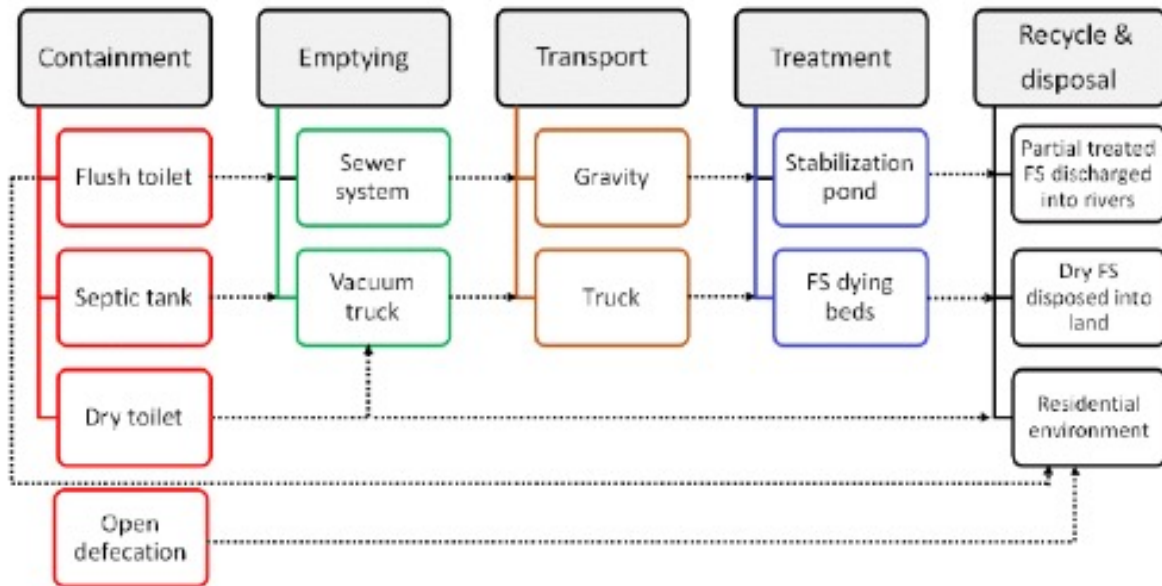 Containment
Emptying
Transport
Treatment
Recycle &
disposal
Flush toilet
Sewer
system
Gravity
Stabilization
pond
Partial treated
FS discharged
into rivers
Septic tank
Vacuum
truck
Truck
FS dying
beds
Dry FS
disposed into
land
Dry toilet
Residential
environment
Open
defecation